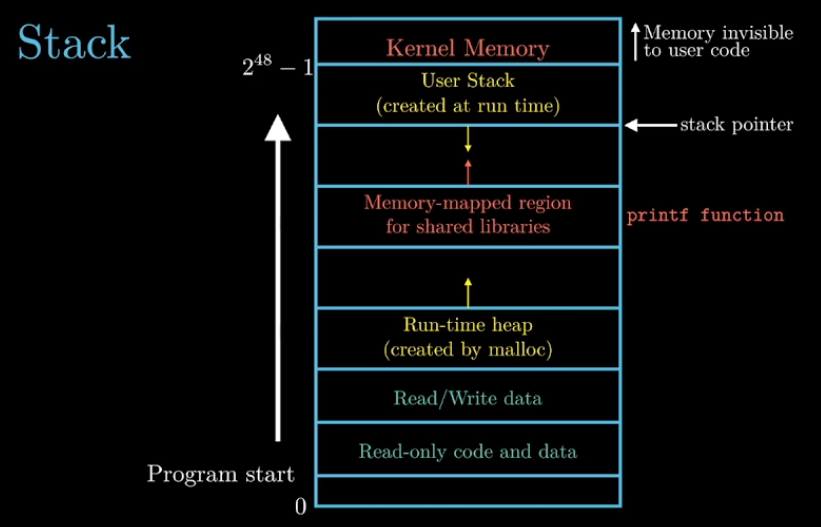 Stack
Kernel Memory
Memory invisible
to user code
2^48 − 1
User Stack
(created at run time)
stack pointer
Memory-mapped region
for shared libraries
printf function
Run-time heap
(created by malloc)
Read/Write data
Read-only code and data
Program start
0